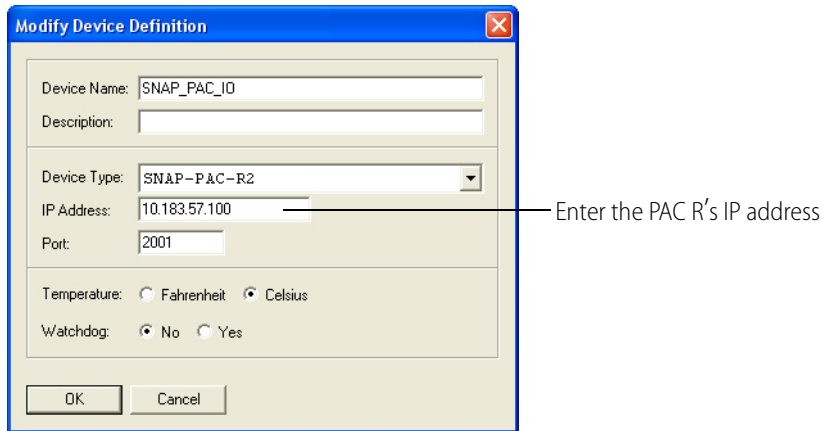 Modify Device Definition
Device Name: SNAP_PAC_IO
Description:
Device Type: SNAP-PAC-R2
IP Address: 10.183.57.100
Enter the PAC R's IP address
Port: 2001
Temperature: Fahrenheit Celsius
Watchdog: No Yes
OK Cancel